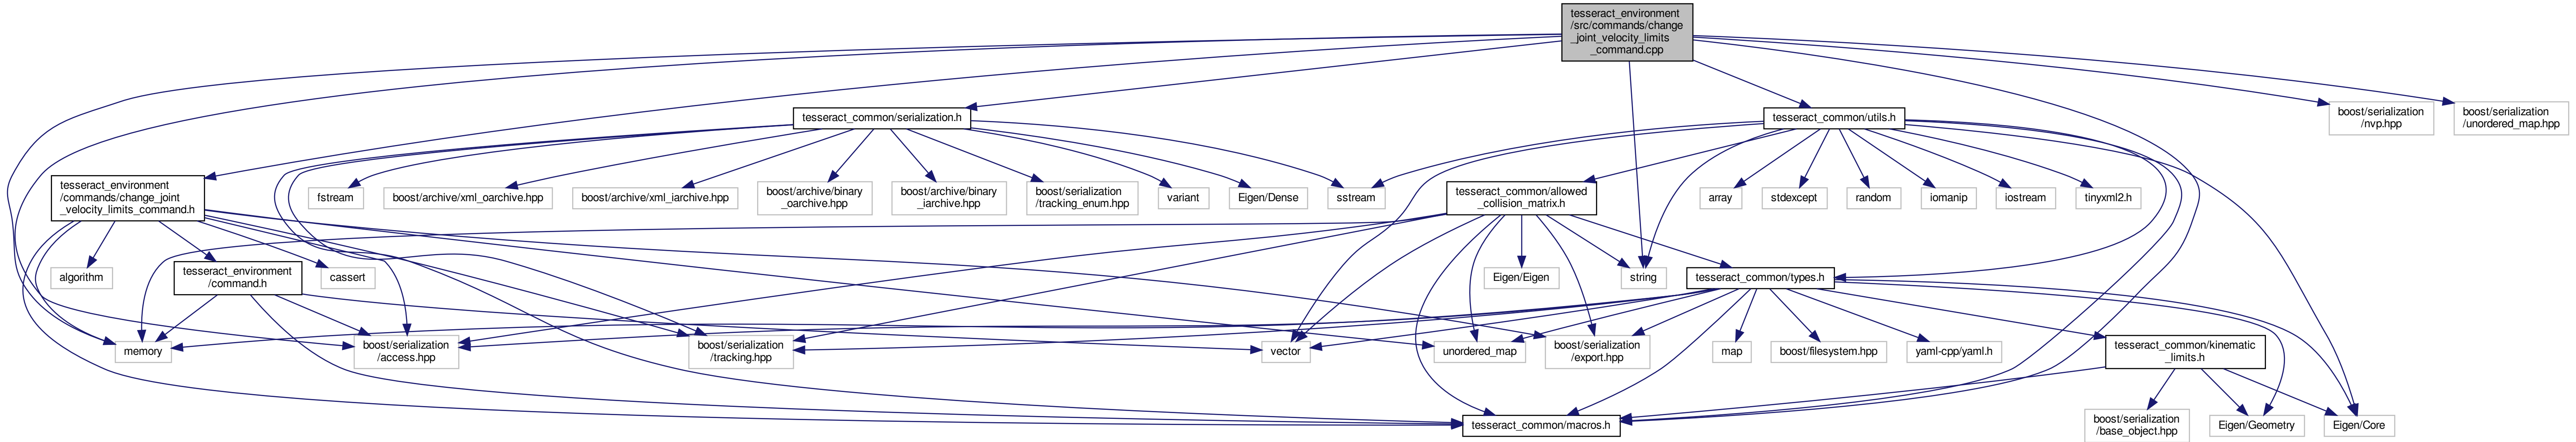 tesseract_environment
/src/commands/change
_joint_velocity_limits
_command.cpp
tesseract_common/serialization.h
tesseract_common/utils.h
boost/serialization
/nvp.hpp
boost/serialization
/unordered_map.hpp
tesseract_environment
/commands/change_joint
_velocity_limits_command.h
fstream
boost/archive/xml_oarchive.hpp
boost/archive/xml_iarchive.hpp
boost/archive/binary
_oarchive.hpp
boost/archive/binary
_iarchive.hpp
boost/serialization
/tracking_enum.hpp
variant
Eigen/Dense
sstream
tesseract_common/allowed
_collision_matrix.h
array
stdexcept
random
iomanip
iostream
tinyxml2.h
algorithm
tesseract_environment
/command.h
cassert
Eigen/Eigen
string
tesseract_common/types.h
memory
boost/serialization
/access.hpp
boost/serialization
/tracking.hpp
vector
unordered_map
boost/serialization
/export.hpp
map
boost/filesystem.hpp
yaml-cpp/yaml.h
tesseract_common/kinematic
_limits.h
tesseract_common/macros.h
boost/serialization
/base_object.hpp
Eigen/Geometry
Eigen/Core